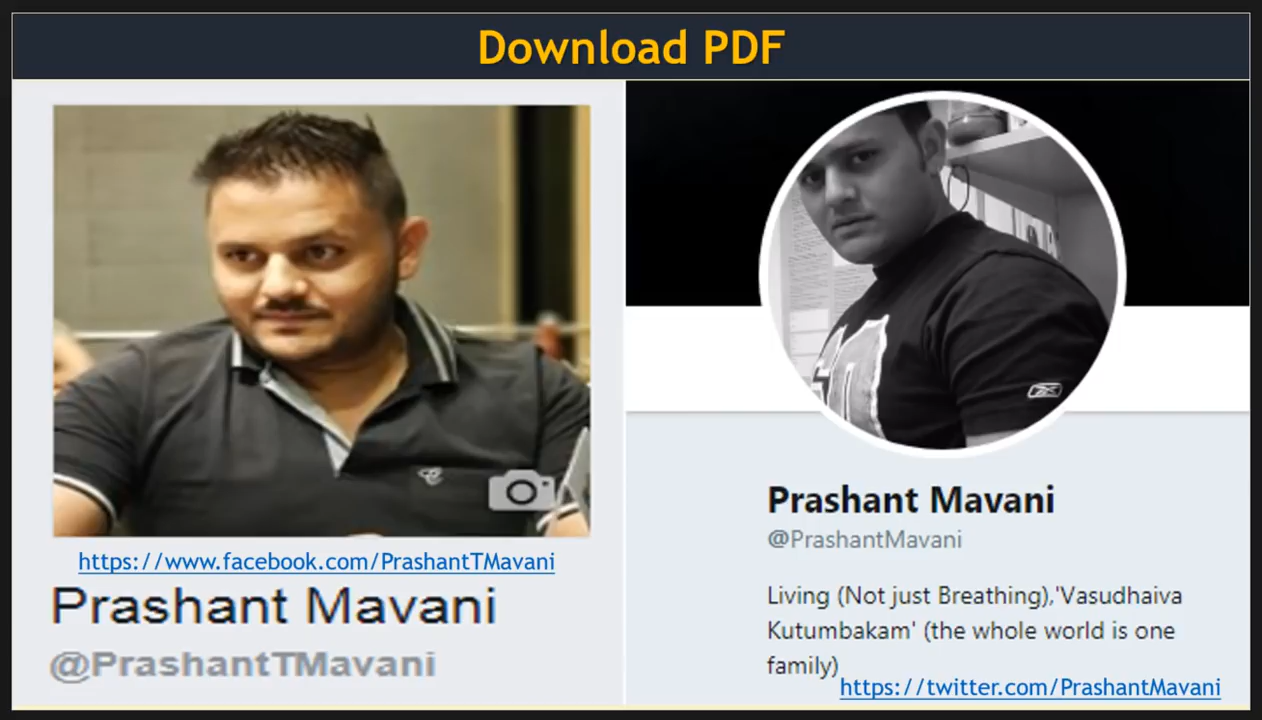 Download PDF
https://www.facebook.com/PrashantTMavani
Prashant Mavani
@PrashantTMavani
Prashant Mavani
@PrashantMavani
Living (Not just Breathing),'Vasudhaiva
Kutumbakam' (the whole world is one
family)
https://twitter.com/PrashantMavani